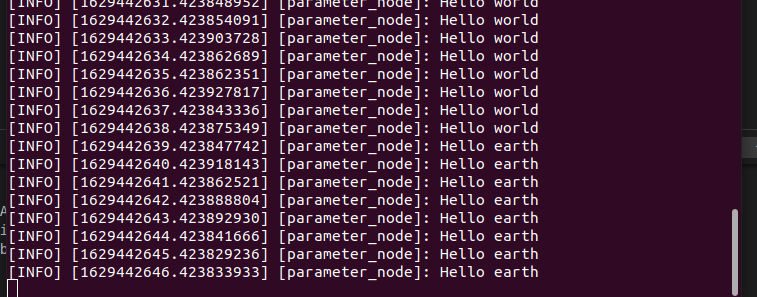 [INFO] [1629442631.423848952] [parameter_node]: Hello world
[INFO] [1629442632.423854091] [parameter_node]: Hello world
[INFO] [1629442633.423903728] [parameter_node]: Hello world
[INFO] [1629442634.423862689] [parameter_node]: Hello world
[INFO] [1629442635.423862351] [parameter_node]: Hello world
[INFO] [1629442636.423927817] [parameter_node]: Hello world
[INFO] [1629442637.423843336] [parameter_node]: Hello world
[INFO] [1629442638.423875349] [parameter_node]: Hello world
[INFO] [1629442639.423847742] [parameter_node]: Hello earth
[INFO] [1629442640.423918143] [parameter_node]: Hello earth
[INFO] [1629442641.423862521] [parameter_node]: Hello earth
[INFO] [1629442642.423888804] [parameter_node]: Hello earth
[INFO] [1629442643.423892930] [parameter_node]: Hello earth
[INFO] [1629442644.423841666] [parameter_node]: Hello earth
[INFO] [1629442645.423829236] [parameter_node]: Hello earth
[INFO] [1629442646.423833933] [parameter_node]: Hello earth